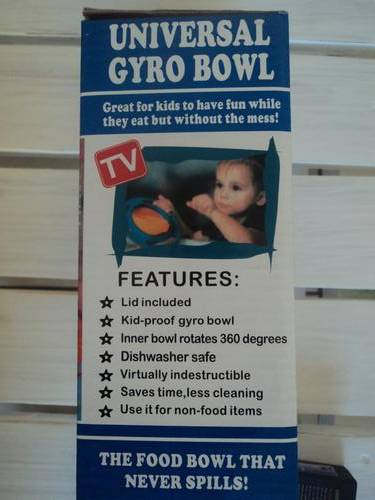 UNIVERSAL
GYRO BOWL
Great for kids to have fun while
they eat but without the mess!
TV
FEATURES:
Lid included
Kid-proof gyro bowl
Inner bowl rotates 360 degrees
Dishwasher safe
Virtually indestructible
Saves time,less cleaning
Use it for non-food items
THE FOOD BOWL THAT
NEVER SPILLS!